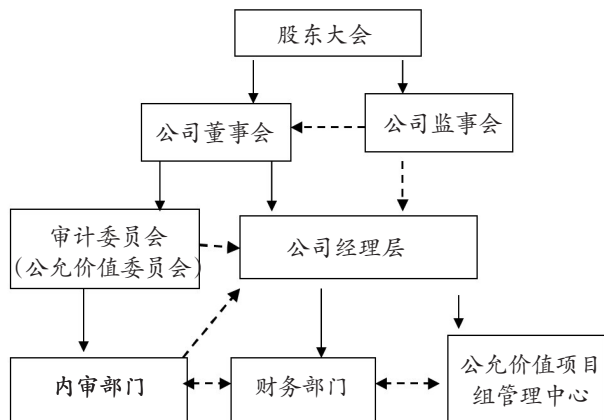 股东大会
公司董事会
公司监事会
审计委员会
(公允价值委员会)
公司经理层
内审部门
财务部门
公允价值项目
组管理中心